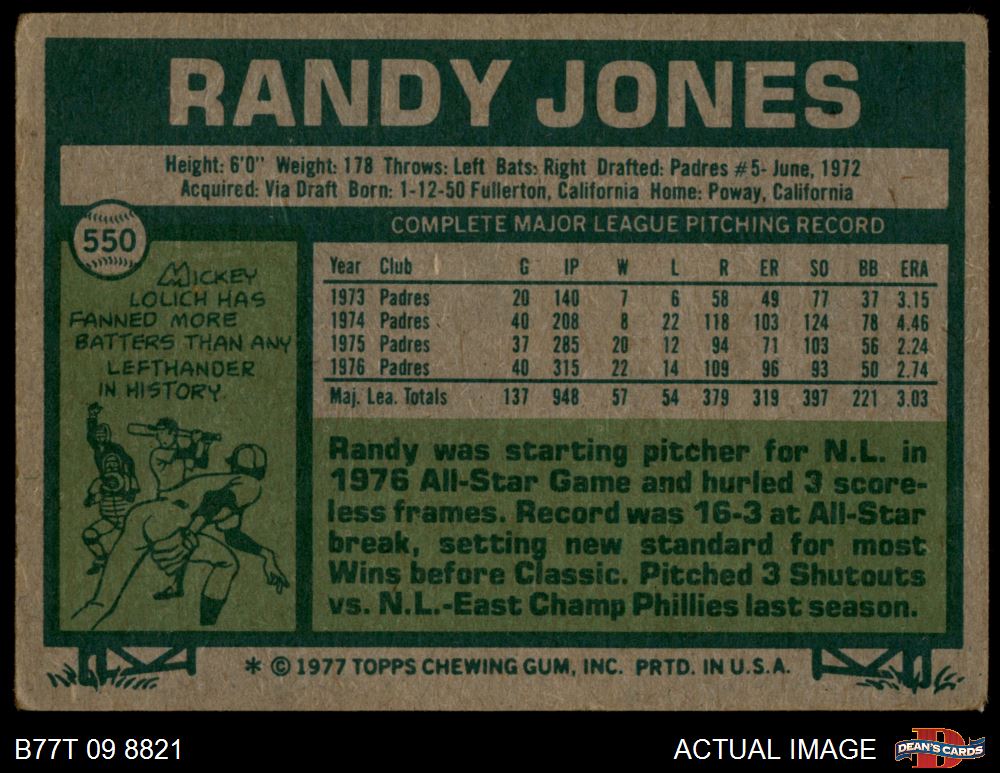 RANDY JONES
Height: 6'0" Weight: 178 Throws: Left Bats: Right Drafted: Padres #5- June, 1972
Acquired: Via Draft Born: 1-12-50 Fullerton, California Home: Poway, California
550
COMPLETE MAJOR LEAGUE PITCHING RECORD
MICKEY
LOLICH HAS
FANNED MORE
BATTERS THAN ANY
LEFTHANDER
IN HISTORY.
Year Club G IP W L R ER SO BB ERA
1973 Padres 20 140 7 6 58 49 77 37 3.15
1974 Padres 40 208 8 22 118 103 124 78 4.46
1975 Padres 37 285 20 12 94 71 103 56 2.24
1976 Padres 40 315 22 14 109 96 93 50 2.74
Maj. Lea. Totals 137 948 57 54 379 319 397 221 3.03
Randy was starting pitcher for N.L. in
1976 All-Star Game and hurled 3 score-
less frames. Record was 16-3 at All-Star
break, setting new standard for most
Wins before Classic. Pitched 3 Shutouts
vs. N.L.-East Champ Phillies last season.
* © 1977 TOPPS CHEWING GUM, INC. PRTD. IN U.S.A.
B77T 09 8821
ACTUAL IMAGE
DEAN'S CARDS